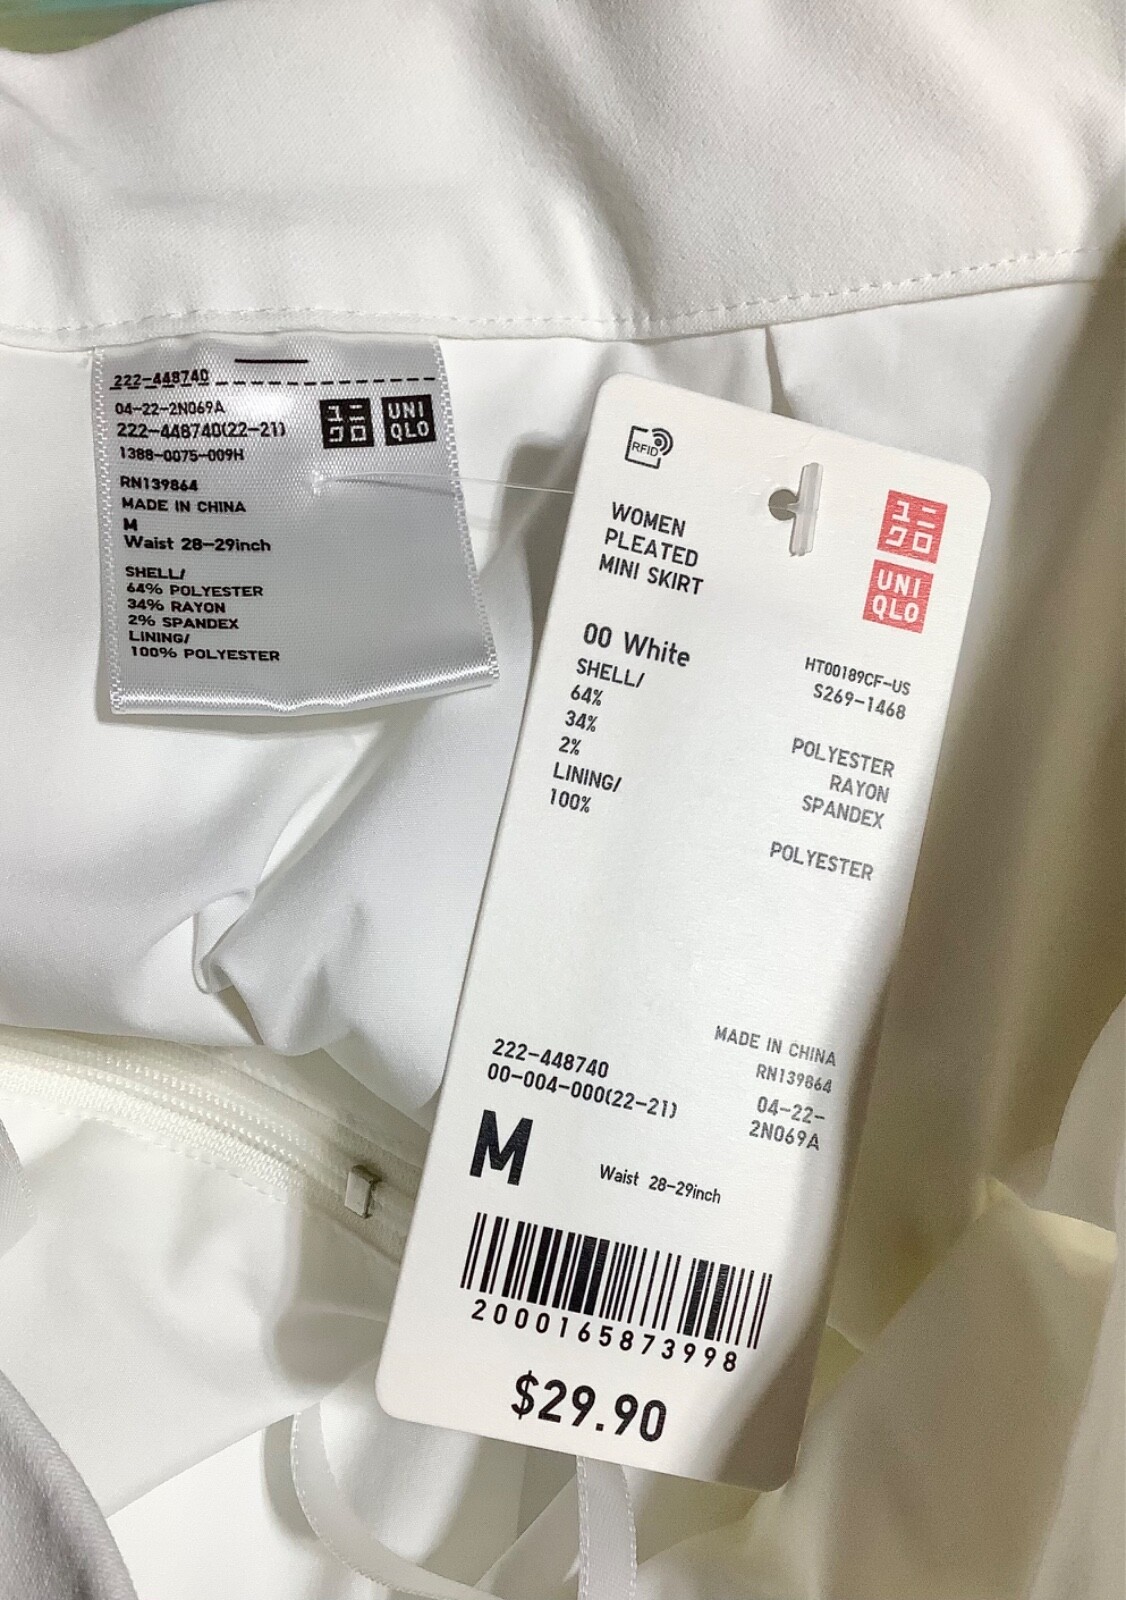 222-448740
04-22-2N069A
222-448740(22-21)
1388-0075-009H
ユニ
クロ
UNI
QLO
RN139864
MADE IN CHINA
M
Waist 28-29inch
SHELL/
64% POLYESTER
34% RAYON
2% SPANDEX
LINING/
100% POLYESTER
RFID
WOMEN
PLEATED
MINI SKIRT
ユニ
クロ
UNI
QLO
00 White
HT00189CF-US
S269-1468
SHELL/
64% POLYESTER
34% RAYON
2% SPANDEX
LINING/
100% POLYESTER
222-448740
00-004-000(22-21)
MADE IN CHINA
RN139864
04-22-
2N069A
M
Waist 28-29inch
2000165873998
$29.90